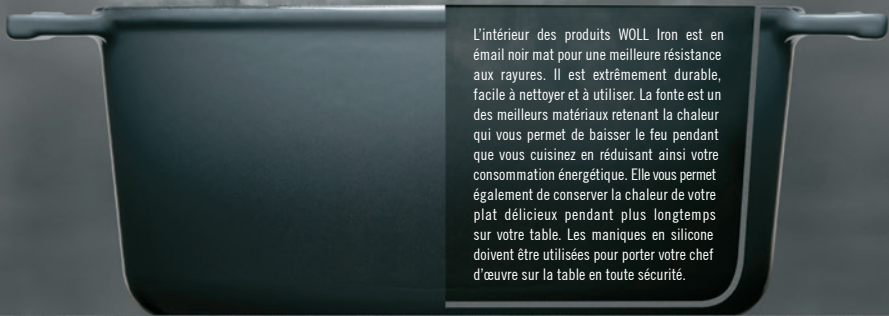 L'intérieur des produits WOLL Iron est en
émail noir mat pour une meilleure résistance
aux rayures. Il est extrêmement durable,
facile à nettoyer et à utiliser. La fonte est un
des meilleurs matériaux retenant la chaleur
qui vous permet de baisser le feu pendant
que vous cuisinez en réduisant ainsi votre
consommation énergétique. Elle vous permet
également de conserver la chaleur de votre
plat délicieux pendant plus longtemps
sur votre table. Les maniques en silicone
doivent être utilisées pour porter votre chef
d'œuvre sur la table en toute sécurité.